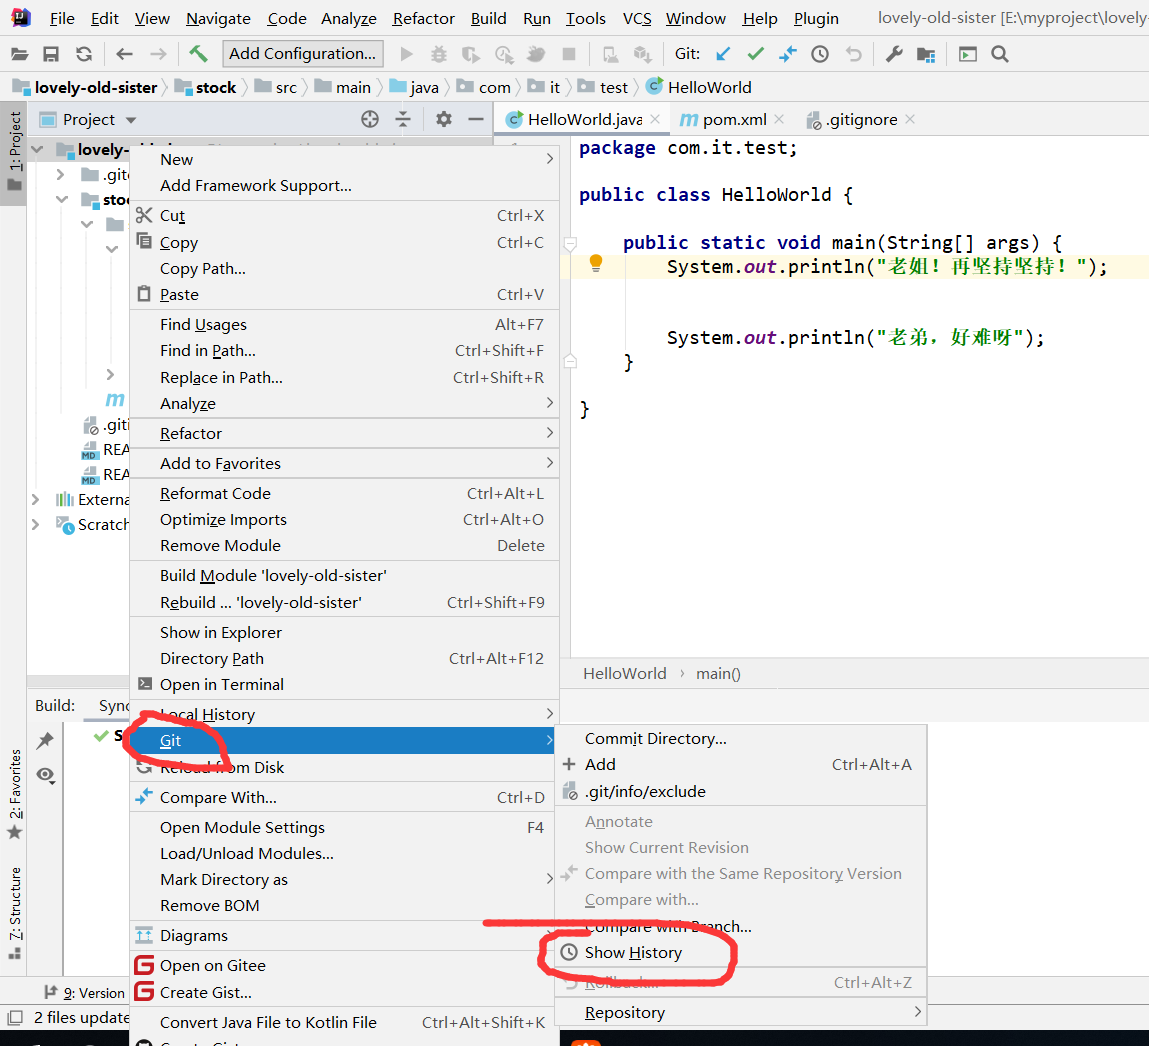 File Edit View Navigate Code Analyze Refactor Build Run Tools VCS Window Help Plugin lovely-old-sister [E:\myproject\lovely-
Add Configuration... Git:
lovely-old-sister stock src main java com it test HelloWorld
Project HelloWorld.java pom.xml .gitignore
1: Project
package com.it.test;
public class HelloWorld {
public static void main(String[] args) {
System.out.println("老姐！再坚持坚持！");
System.out.println("老弟，好难呀");
}
}
HelloWorld main()
lovely-
.gite
stoc
m
.giti
REA
REA
Externa
Scratch
New
Add Framework Support...
Cut Ctrl+X
Copy Ctrl+C
Copy Path...
Paste Ctrl+V
Find Usages Alt+F7
Find in Path... Ctrl+Shift+F
Replace in Path... Ctrl+Shift+R
Analyze
Refactor
Add to Favorites
Reformat Code Ctrl+Alt+L
Optimize Imports Ctrl+Alt+O
Remove Module Delete
Build Module 'lovely-old-sister'
Rebuild ... 'lovely-old-sister' Ctrl+Shift+F9
Show in Explorer
Directory Path Ctrl+Alt+F12
Open in Terminal
Local History
Git
Reload from Disk
Compare With... Ctrl+D
Open Module Settings F4
Load/Unload Modules...
Mark Directory as
Remove BOM
Diagrams
Open on Gitee
Create Gist...
Convert Java File to Kotlin File Ctrl+Alt+Shift+K
Commit Directory...
Add Ctrl+Alt+A
.git/info/exclude
Annotate
Show Current Revision
Compare with the Same Repository Version
Compare with...
Compare with Branch...
Show History
Rollback... Ctrl+Alt+Z
Repository
Build: Sync
S
2: Favorites
7: Structure
9: Version
2 files update